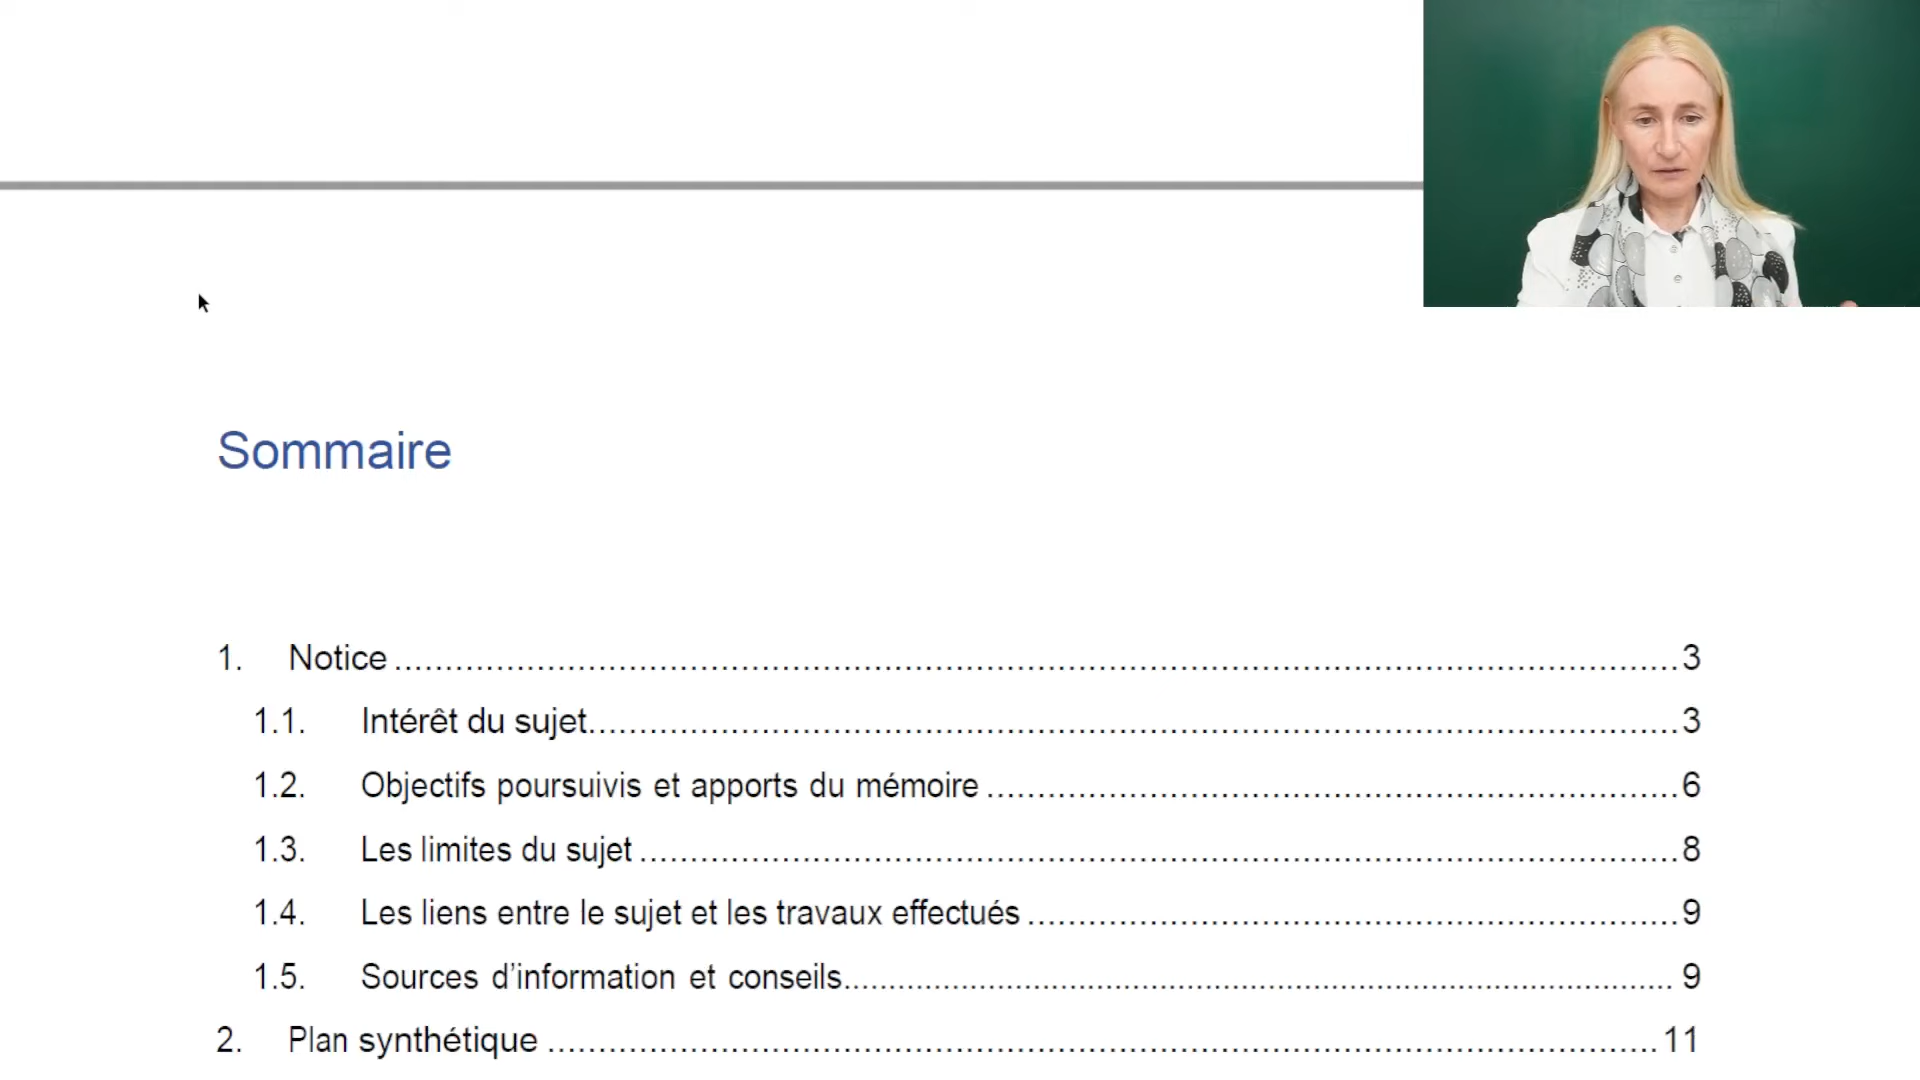 Sommaire
1. Notice 3
1.1. Intérêt du sujet 3
1.2. Objectifs poursuivis et apports du mémoire 6
1.3. Les limites du sujet 8
1.4. Les liens entre le sujet et les travaux effectués 9
1.5. Sources d'information et conseils 9
2. Plan synthétique 11